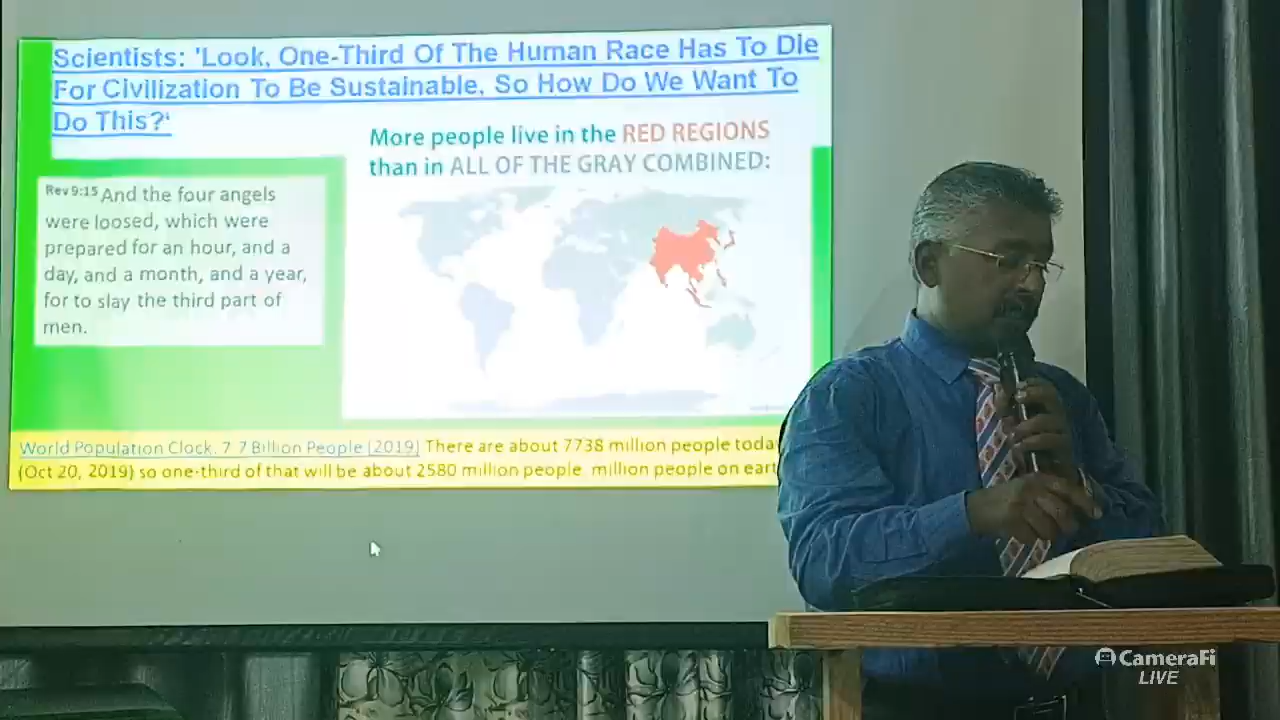 Scientists: 'Look, One-Third Of The Human Race Has To Die
For Civilization To Be Sustainable, So How Do We Want To
Do This?'
More people live in the RED REGIONS
than in ALL OF THE GRAY COMBINED:
Rev 9:15 And the four angels
were loosed, which were
prepared for an hour, and a
day, and a month, and a year,
for to slay the third part of
men.
World Population Clock. 7.7 Billion People (2019) There are about 7738 million people toda
(Oct 20, 2019) so one-third of that will be about 2580 million people million people on eart
CameraFi
LIVE